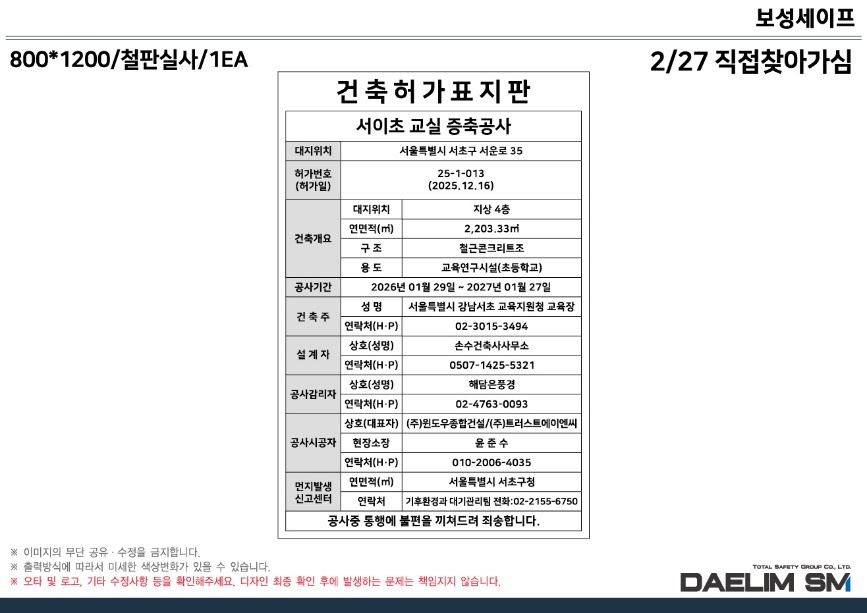 보성세이프
800*1200/철판실사/1EA
2/27 직접찾아가심
건축허가표지판
서이초 교실 증축공사
대지위치 서울특별시 서초구 서운로 35
허가번호 (허가일) 25-1-013
(2025.12.16)
건축개요
대지위치 지상 4층
연면적(㎡) 2,203.33㎡
구 조 철근콘크리트조
용 도 교육연구시설(초등학교)
공사기간 2026년 01월 29일 ~ 2027년 01월 27일
건 축 주
성 명 서울특별시 강남서초 교육지원청 교육장
연락처(H·P) 02-3015-3494
설 계 자
상호(성명) 손수건축사사무소
연락처(H·P) 0507-1425-5321
공사감리자
상호(성명) 해담은풍경
연락처(H·P) 02-4763-0093
공사시공자
상호(대표자) (주)윈도우종합건설/(주)트러스트에이엔씨
현장소장 윤 준 수
연락처(H·P) 010-2006-4035
먼지발생
신고센터
연면적(㎡) 서울특별시 서초구청
연락처 기후환경과 대기관리팀 전화:02-2155-6750
공사중 통행에 불편을 끼쳐드려 죄송합니다.
※ 이미지의 무단 공유·수정을 금지합니다.
※ 출력방식에 따라서 미세한 색상변화가 있을 수 있습니다.
※ 오타 및 로고, 기타 수정사항 등을 확인해주세요. 디자인 최종 확인 후에 발생하는 문제는 책임지지 않습니다.
TOTAL SAFETY GROUP CO., LTD.
DAELIM SM